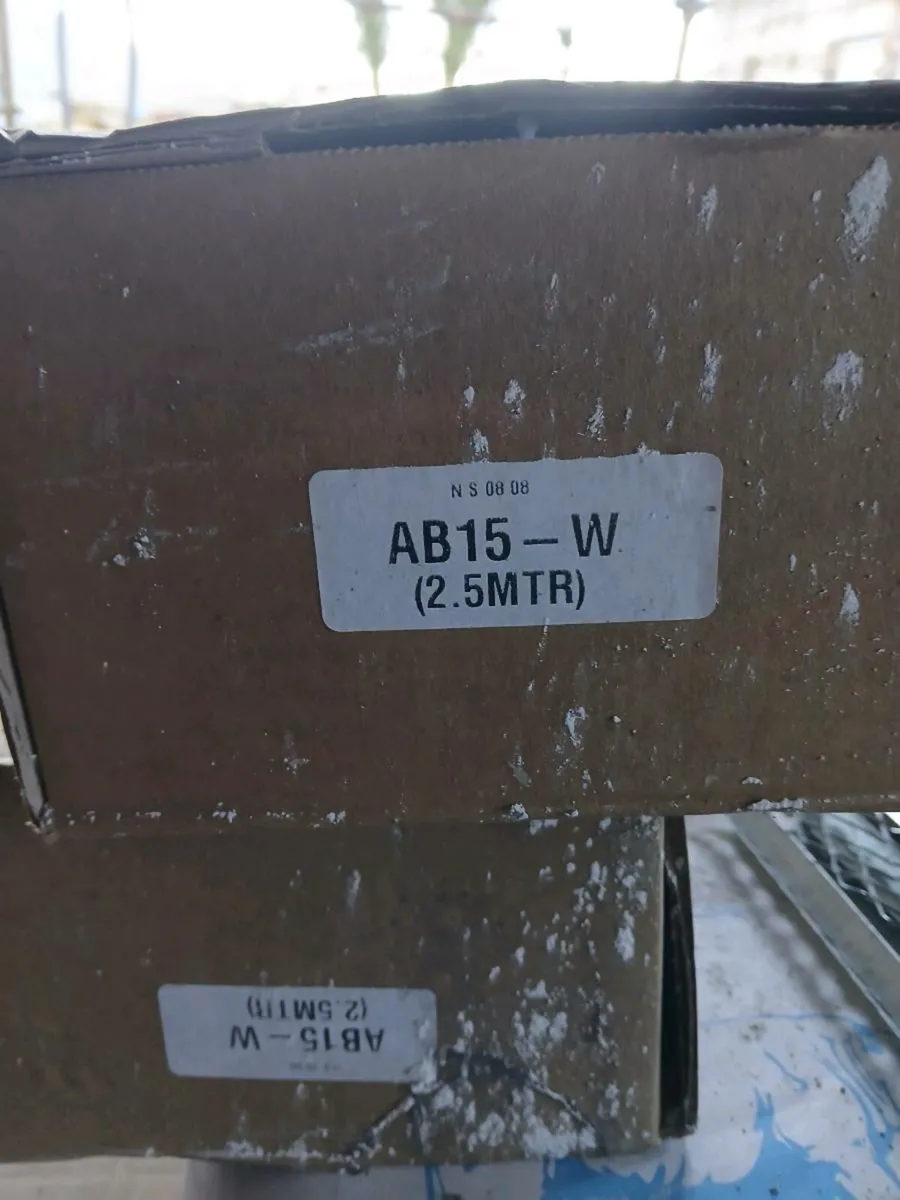 N S 08 08
AB15 – W
(2.5MTR)
AB15 – W
(2.5MTR)